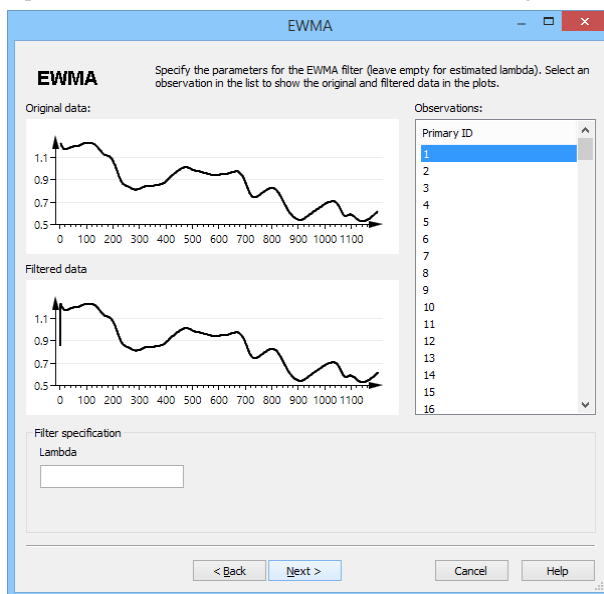 EWMA
EWMA
Specify the parameters for the EWMA filter (leave empty for estimated lambda). Select an
observation in the list to show the original and filtered data in the plots.
Original data:
1.1
0.9
0.7
0.5
0 100 200 300 400 500 600 700 800 900 1000 1100
Filtered data
1.1
0.9
0.7
0.5
0 100 200 300 400 500 600 700 800 900 1000 1100
Observations:
Primary ID
1
2
3
4
5
6
7
8
9
10
11
12
13
14
15
16
Filter specification
Lambda
< Back
Next >
Cancel
Help